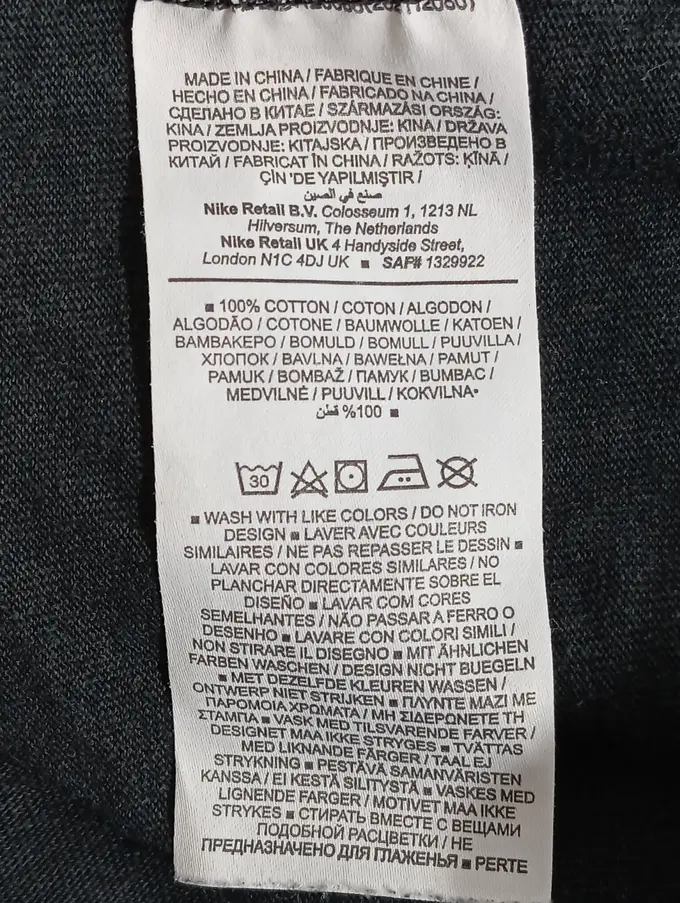 MADE IN CHINA / FABRIQUE EN CHINE /
HECHO EN CHINA / FABRICADO NA CHINA /
СДЕЛАНО В КИТАЕ / SZÁRMAZÁSI ORSZÁG:
KINA / ZEMLJA PROIZVODNJE: KINA / DRŽAVA
PROIZVODNJE: KITAJSKA / ПРОИЗВЕДЕНО В
КИТАЙ / FABRICAT ÎN CHINA / RAŽOTS: ĶĪNĀ /
ÇİN 'DE YAPILMIŞTIR /
صنع في الصين
Nike Retail B.V. Colosseum 1, 1213 NL
Hilversum, The Netherlands
Nike Retail UK 4 Handyside Street,
London N1C 4DJ UK ■ SAP# 1329922
■ 100% COTTON / COTON / ALGODON /
ALGODÃO / COTONE / BAUMWOLLE / KATOEN /
ΒΑΜΒΑΚΕΡΟ / BOMULD / BOMULL / PUUVILLA /
ХЛОПОК / BAVLNA / BAWEŁNA / PAMUT /
PAMUK / BOMBAŽ / ПАМУК / BUMBAC /
MEDVILNĖ / PUUVILL / KOKVILNA•
■ 100% قطن
30
■ WASH WITH LIKE COLORS / DO NOT IRON
DESIGN ■ LAVER AVEC COULEURS
SIMILAIRES / NE PAS REPASSER LE DESSIN ■
LAVAR CON COLORES SIMILARES / NO
PLANCHAR DIRECTAMENTE SOBRE EL
DISEÑO ■ LAVAR COM CORES
SEMELHANTES / NÃO PASSAR A FERRO O
DESENHO ■ LAVARE CON COLORI SIMILI /
NON STIRARE IL DISEGNO ■ MIT ÄHNLICHEN
FARBEN WASCHEN / DESIGN NICHT BUEGELN
■ MET DEZELFDE KLEUREN WASSEN /
ONTWERP NIET STRIJKEN ■ ΠΛΥΝΤΕ ΜΑΖΙ ΜΕ
ΠΑΡΟΜΟΙΑ ΧΡΩΜΑΤΑ / ΜΗ ΣΙΔΕΡΩΝΕΤΕ ΤΗ
ΣΤΑΜΠΑ ■ VASK MED TILSVARENDE FARVER /
DESIGNET MAA IKKE STRYGES ■ TVÄTTAS
MED LIKNANDE FÄRGER / TAAL EJ
STRYKNING ■ PESTÄVÄ SAMANVÄRISTEN
KANSSA / EI KESTÄ SILITYSTÄ ■ VASKES MED
LIGNENDE FARGER / MOTIVET MAA IKKE
STRYKES ■ СТИРАТЬ ВМЕСТЕ С ВЕЩАМИ
ПОДОБНОЙ РАСЦВЕТКИ / НЕ
ПРЕДНАЗНАЧЕНО ДЛЯ ГЛАЖЕНЬЯ ■ PERTE